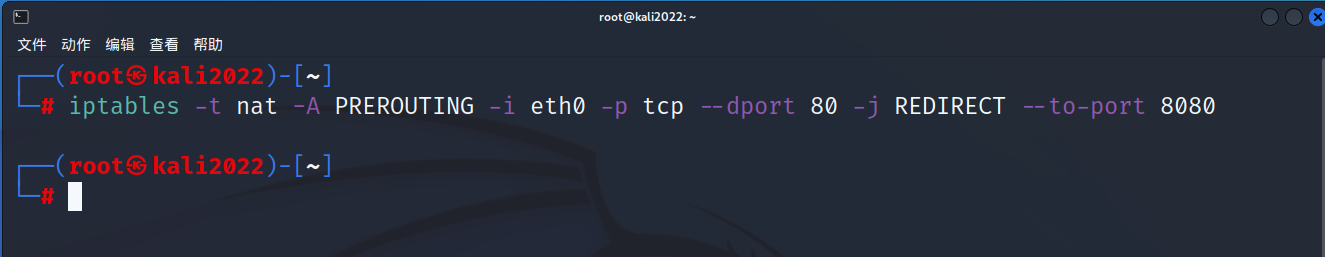 root@kali2022: ~
文件 动作 编辑 查看 帮助
┌──(root㉿kali2022)-[~]
└─# iptables -t nat -A PREROUTING -i eth0 -p tcp --dport 80 -j REDIRECT --to-port 8080
┌──(root㉿kali2022)-[~]
└─#